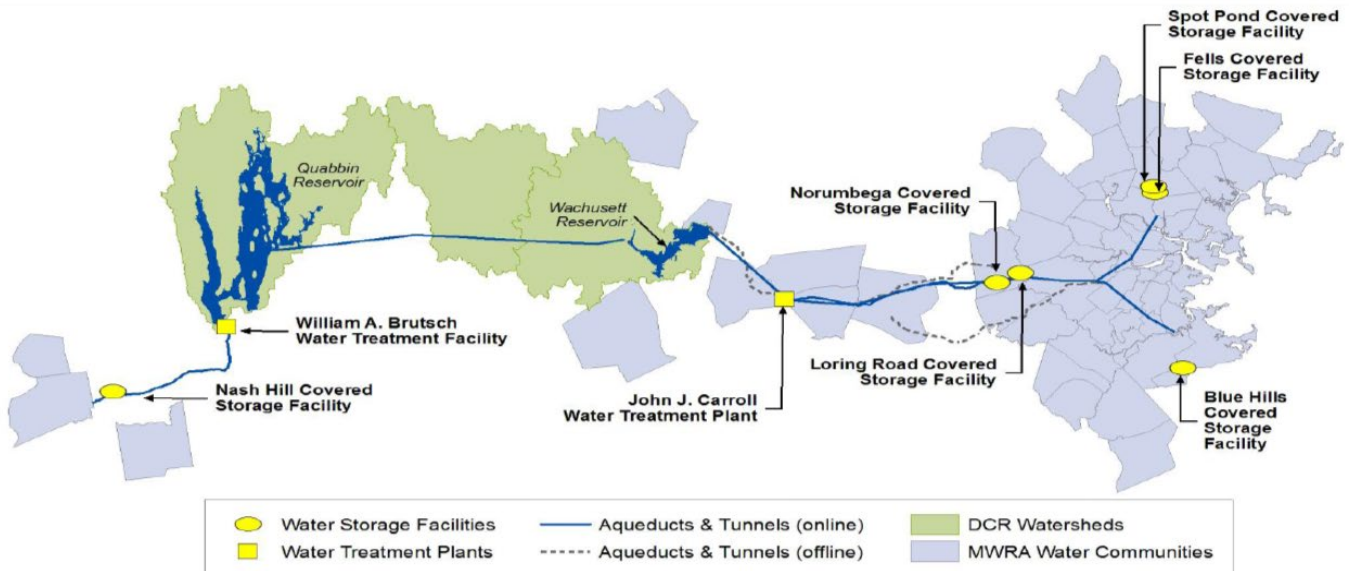 Spot Pond Covered
Storage Facility
Fells Covered
Storage Facility
Quabbin
Reservoir
Wachusett
Reservoir
Norumbega Covered
Storage Facility
William A. Brutsch
Water Treatment Facility
Nash Hill Covered
Storage Facility
John J. Carroll
Water Treatment Plant
Loring Road Covered
Storage Facility
Blue Hills
Covered
Storage
Facility
Water Storage Facilities
Aqueducts & Tunnels (online)
DCR Watersheds
Water Treatment Plants
Aqueducts & Tunnels (offline)
MWRA Water Communities